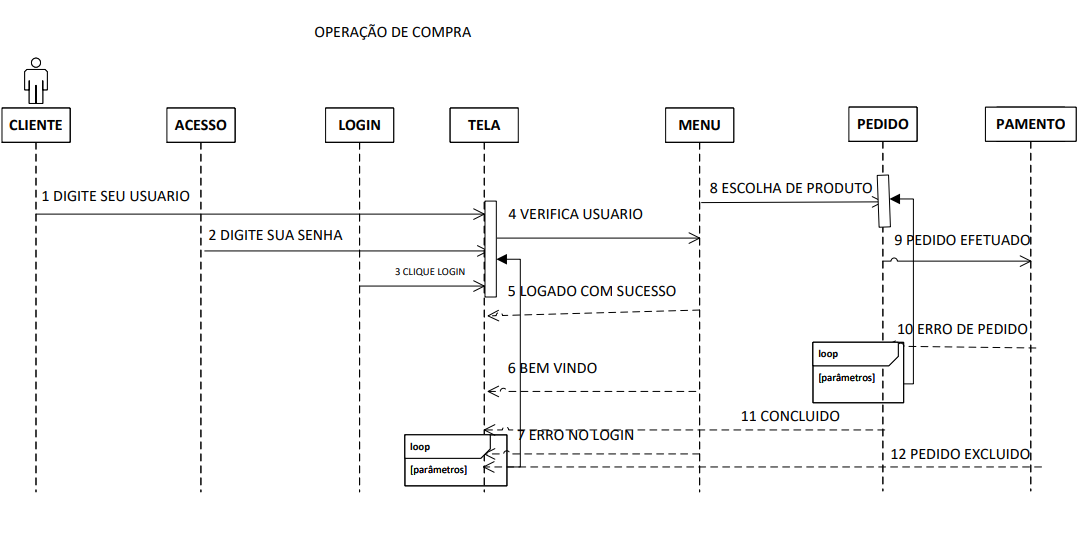 OPERAÇÃO DE COMPRA
CLIENTE
ACESSO
LOGIN
TELA
MENU
PEDIDO
PAMENTO
1 DIGITE SEU USUARIO
8 ESCOLHA DE PRODUTO
4 VERIFICA USUARIO
2 DIGITE SUA SENHA
9 PEDIDO EFETUADO
3 CLIQUE LOGIN
5 LOGADO COM SUCESSO
10 ERRO DE PEDIDO
loop
[parâmetros]
6 BEM VINDO
11 CONCLUIDO
7 ERRO NO LOGIN
loop
[parâmetros]
12 PEDIDO EXCLUIDO